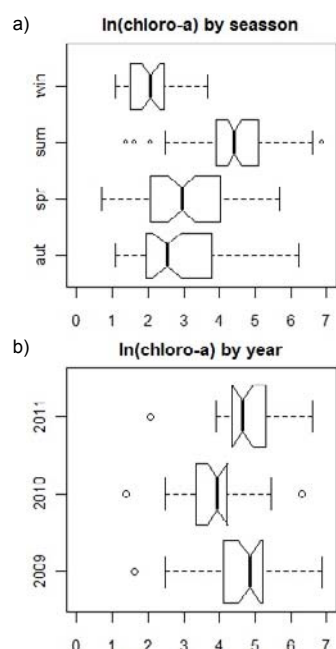 a)
ln(chloro-a) by seasson
win
sum
spr
aut
0 1 2 3 4 5 6 7
b)
ln(chloro-a) by year
2011
2010
2009
0 1 2 3 4 5 6 7